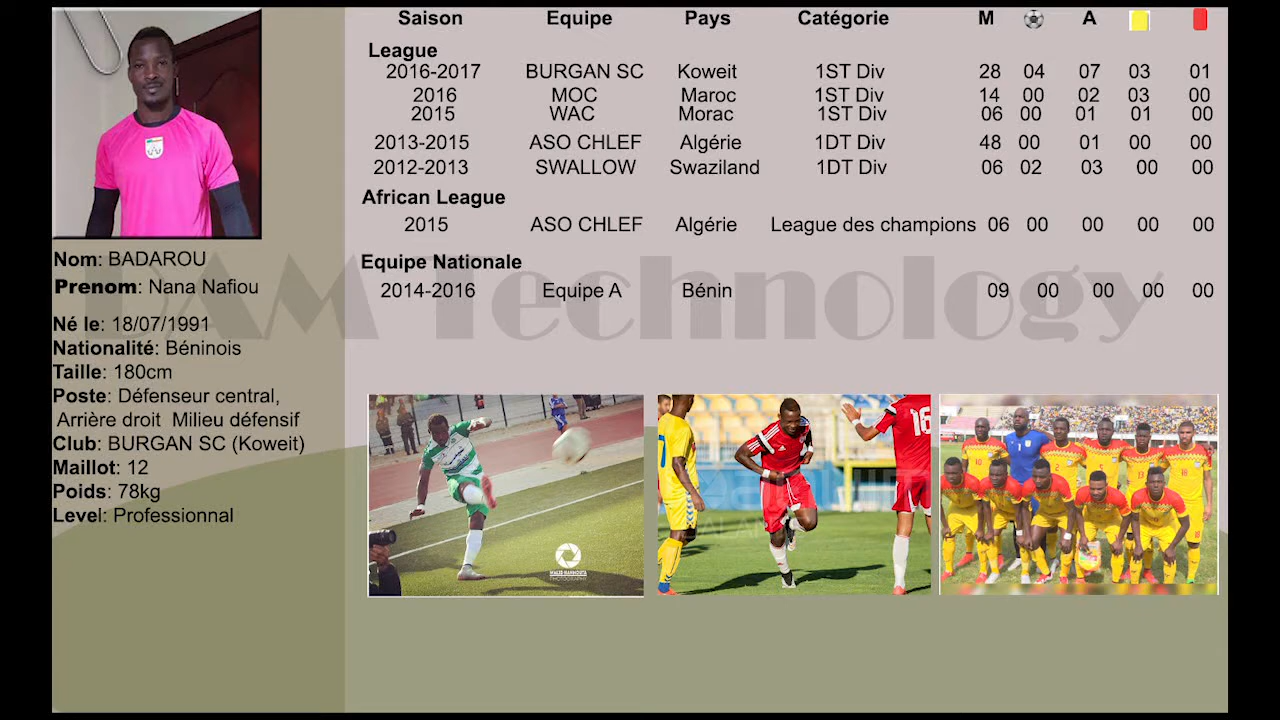 Saison Equipe Pays Catégorie M A
League
2016-2017 BURGAN SC Koweit 1ST Div 28 04 07 03 01
2016 MOC Maroc 1ST Div 14 00 02 03 00
2015 WAC Morac 1ST Div 06 00 01 01 00
2013-2015 ASO CHLEF Algérie 1DT Div 48 00 01 00 00
2012-2013 SWALLOW Swaziland 1DT Div 06 02 03 00 00
African League
2015 ASO CHLEF Algérie League des champions 06 00 00 00 00
Equipe Nationale
2014-2016 Equipe A Bénin 09 00 00 00 00
DAM Technology
Nom: BADAROU
Prenom: Nana Nafiou
Né le: 18/07/1991
Nationalité: Béninois
Taille: 180cm
Poste: Défenseur central,
Arrière droit Milieu défensif
Club: BURGAN SC (Koweit)
Maillot: 12
Poids: 78kg
Level: Professionnal
16